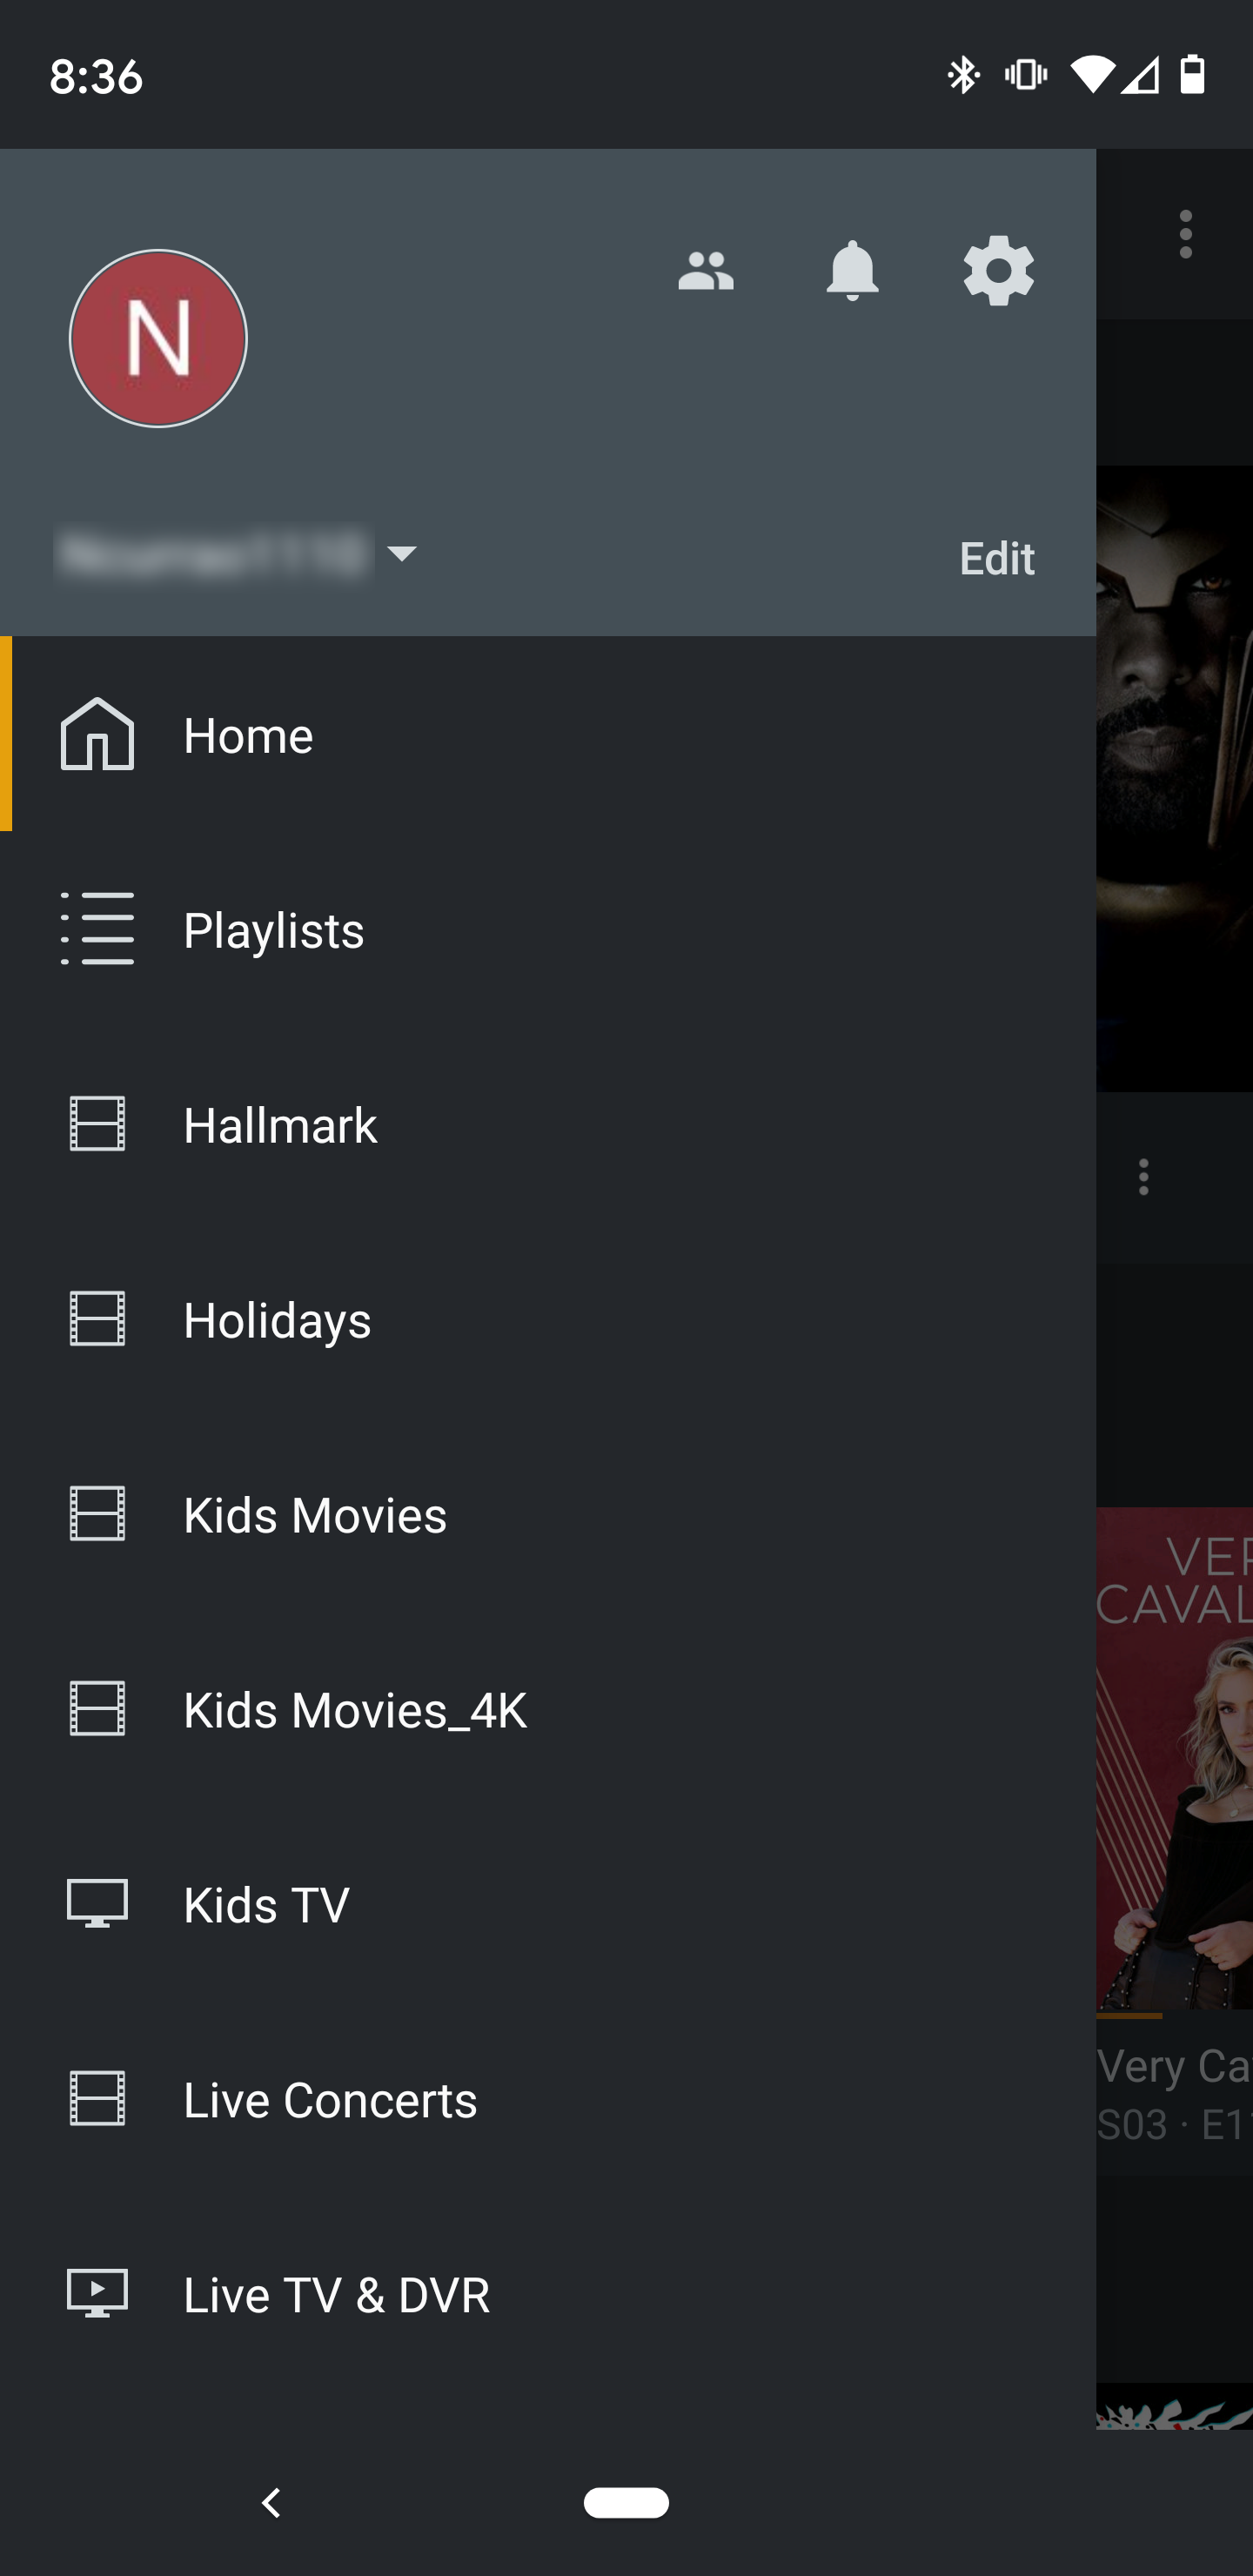 8:36
N
Edit
Home
Playlists
Hallmark
Holidays
Kids Movies
Kids Movies_4K
Kids TV
Live Concerts
Live TV & DVR
VER
CAVAL
Very Ca
S03 · E1